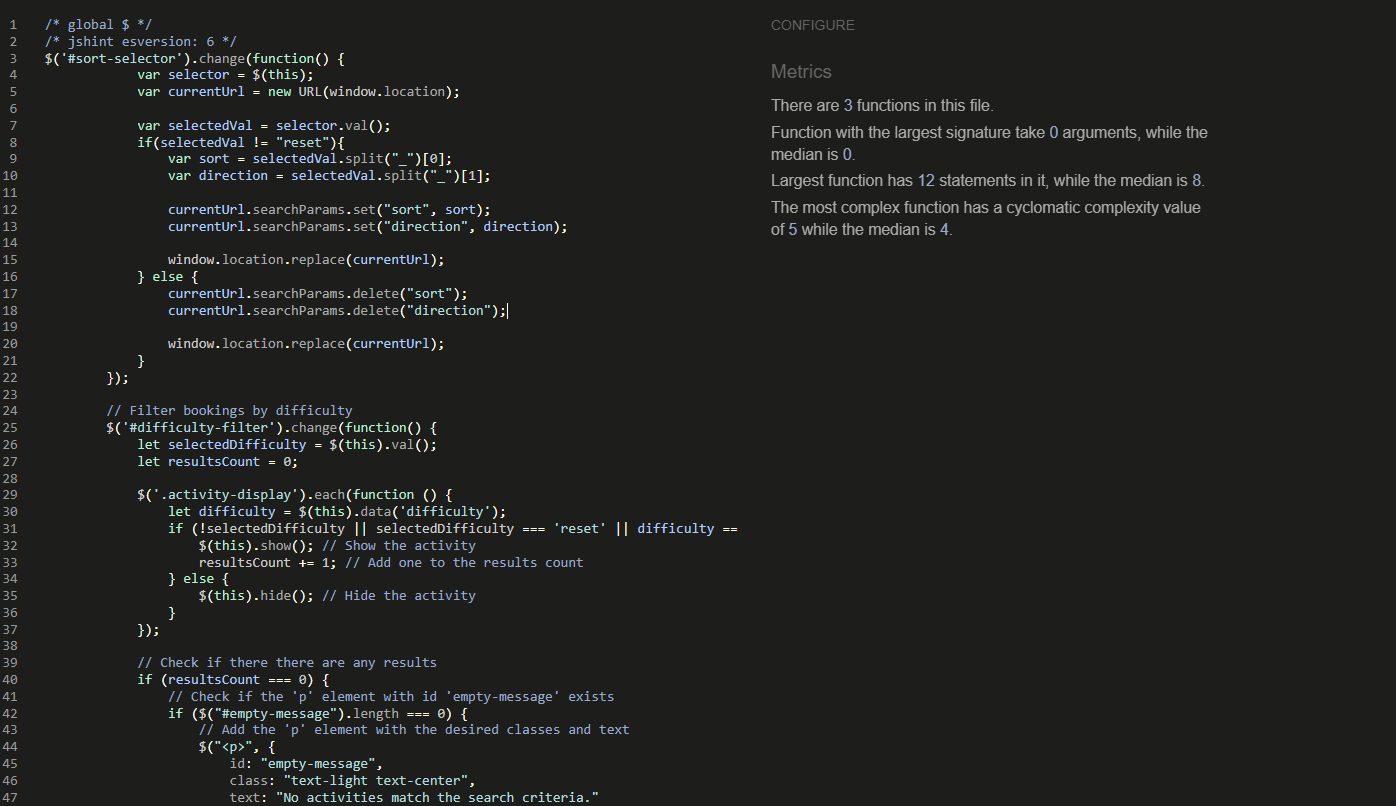 1 /* global $ */
2 /* jshint esversion: 6 */
3 $('#sort-selector').change(function() {
4 var selector = $(this);
5 var currentUrl = new URL(window.location);
6
7 var selectedVal = selector.val();
8 if(selectedVal != "reset"){
9 var sort = selectedVal.split("_")[0];
10 var direction = selectedVal.split("_")[1];
11
12 currentUrl.searchParams.set("sort", sort);
13 currentUrl.searchParams.set("direction", direction);
14
15 window.location.replace(currentUrl);
16 } else {
17 currentUrl.searchParams.delete("sort");
18 currentUrl.searchParams.delete("direction");
19
20 window.location.replace(currentUrl);
21 }
22 });
23
24 // Filter bookings by difficulty
25 $('#difficulty-filter').change(function() {
26 let selectedDifficulty = $(this).val();
27 let resultsCount = 0;
28
29 $('.activity-display').each(function () {
30 let difficulty = $(this).data('difficulty');
31 if (!selectedDifficulty || selectedDifficulty === 'reset' || difficulty ==
32 $(this).show(); // Show the activity
33 resultsCount += 1; // Add one to the results count
34 } else {
35 $(this).hide(); // Hide the activity
36 }
37 });
38
39 // Check if there there are any results
40 if (resultsCount === 0) {
41 // Check if the 'p' element with id 'empty-message' exists
42 if ($("#empty-message").length === 0) {
43 // Add the 'p' element with the desired classes and text
44 $("<p>", {
45 id: "empty-message",
46 class: "text-light text-center",
47 text: "No activities match the search criteria."
CONFIGURE
Metrics
There are 3 functions in this file.
Function with the largest signature take 0 arguments, while the
median is 0.
Largest function has 12 statements in it, while the median is 8.
The most complex function has a cyclomatic complexity value
of 5 while the median is 4.